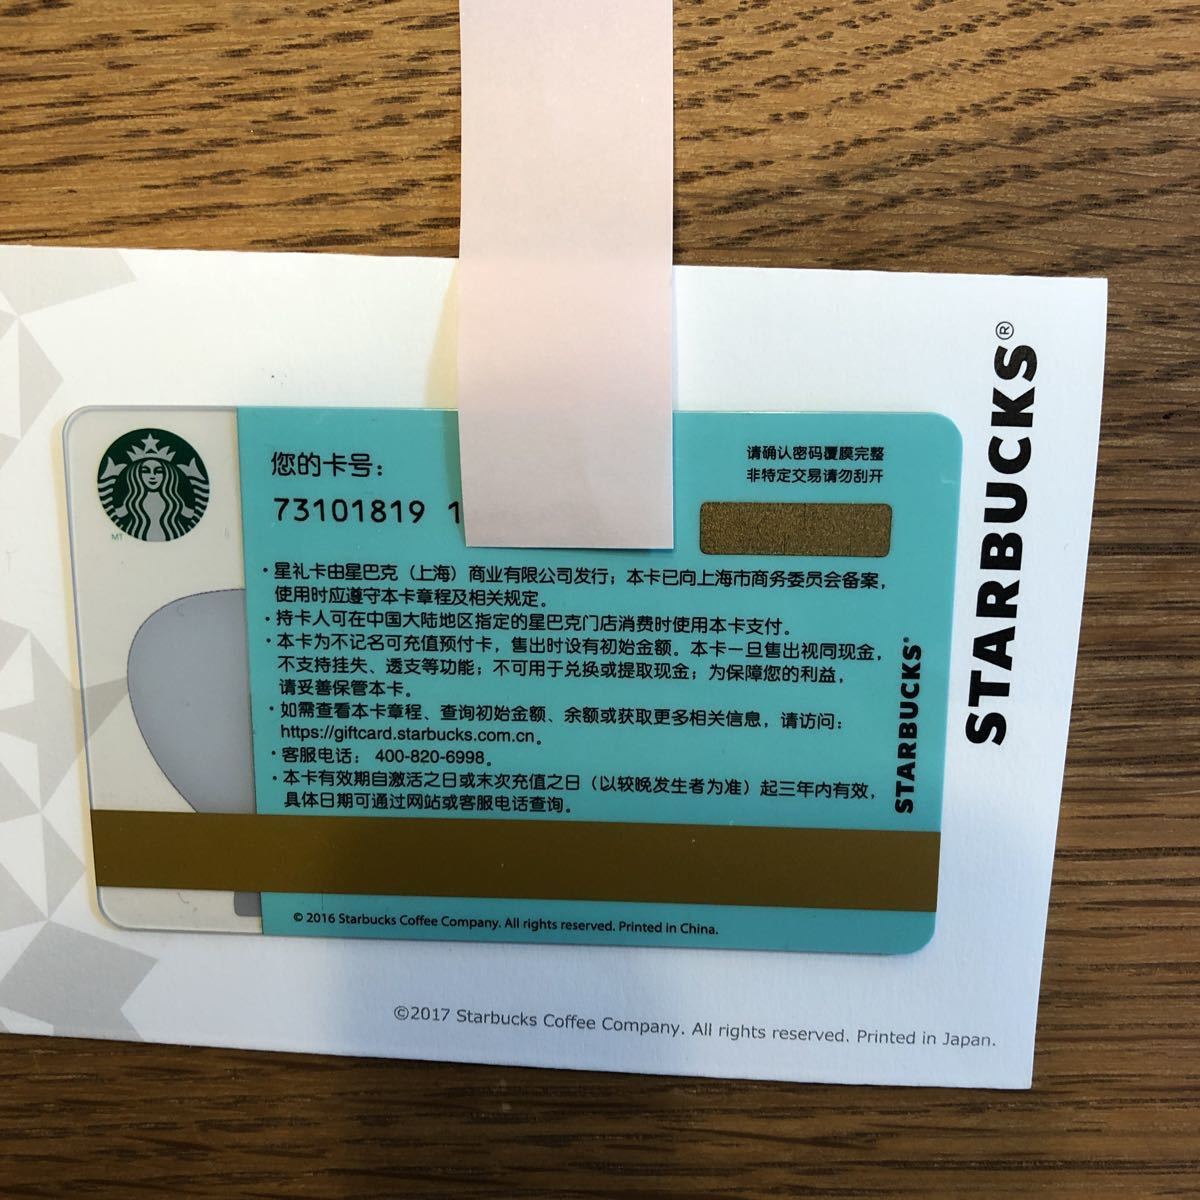 STARBUCKS®
您的卡号：
73101819 1
请确认密码覆膜完整
非特定交易请勿刮开
·星礼卡由星巴克（上海）商业有限公司发行；本卡已向上海市商务委员会备案，
使用时应遵守本卡章程及相关规定。
·持卡人可在中国大陆地区指定的星巴克门店消费时使用本卡支付。
·本卡为不记名可充值预付卡，售出时设有初始金额。本卡一旦售出视同现金，
不支持挂失、透支等功能；不可用于兑换或提取现金；为保障您的利益，
请妥善保管本卡。
·如需查看本卡章程、查询初始金额、余额或获取更多相关信息，请访问：
https://giftcard.starbucks.com.cn。
·客服电话： 400-820-6998。
·本卡有效期自激活之日或末次充值之日（以较晚发生者为准）起三年内有效，
具体日期可通过网站或客服电话查询。
STARBUCKS®
MT
© 2016 Starbucks Coffee Company. All rights reserved. Printed in China.
©2017 Starbucks Coffee Company. All rights reserved. Printed in Japan.